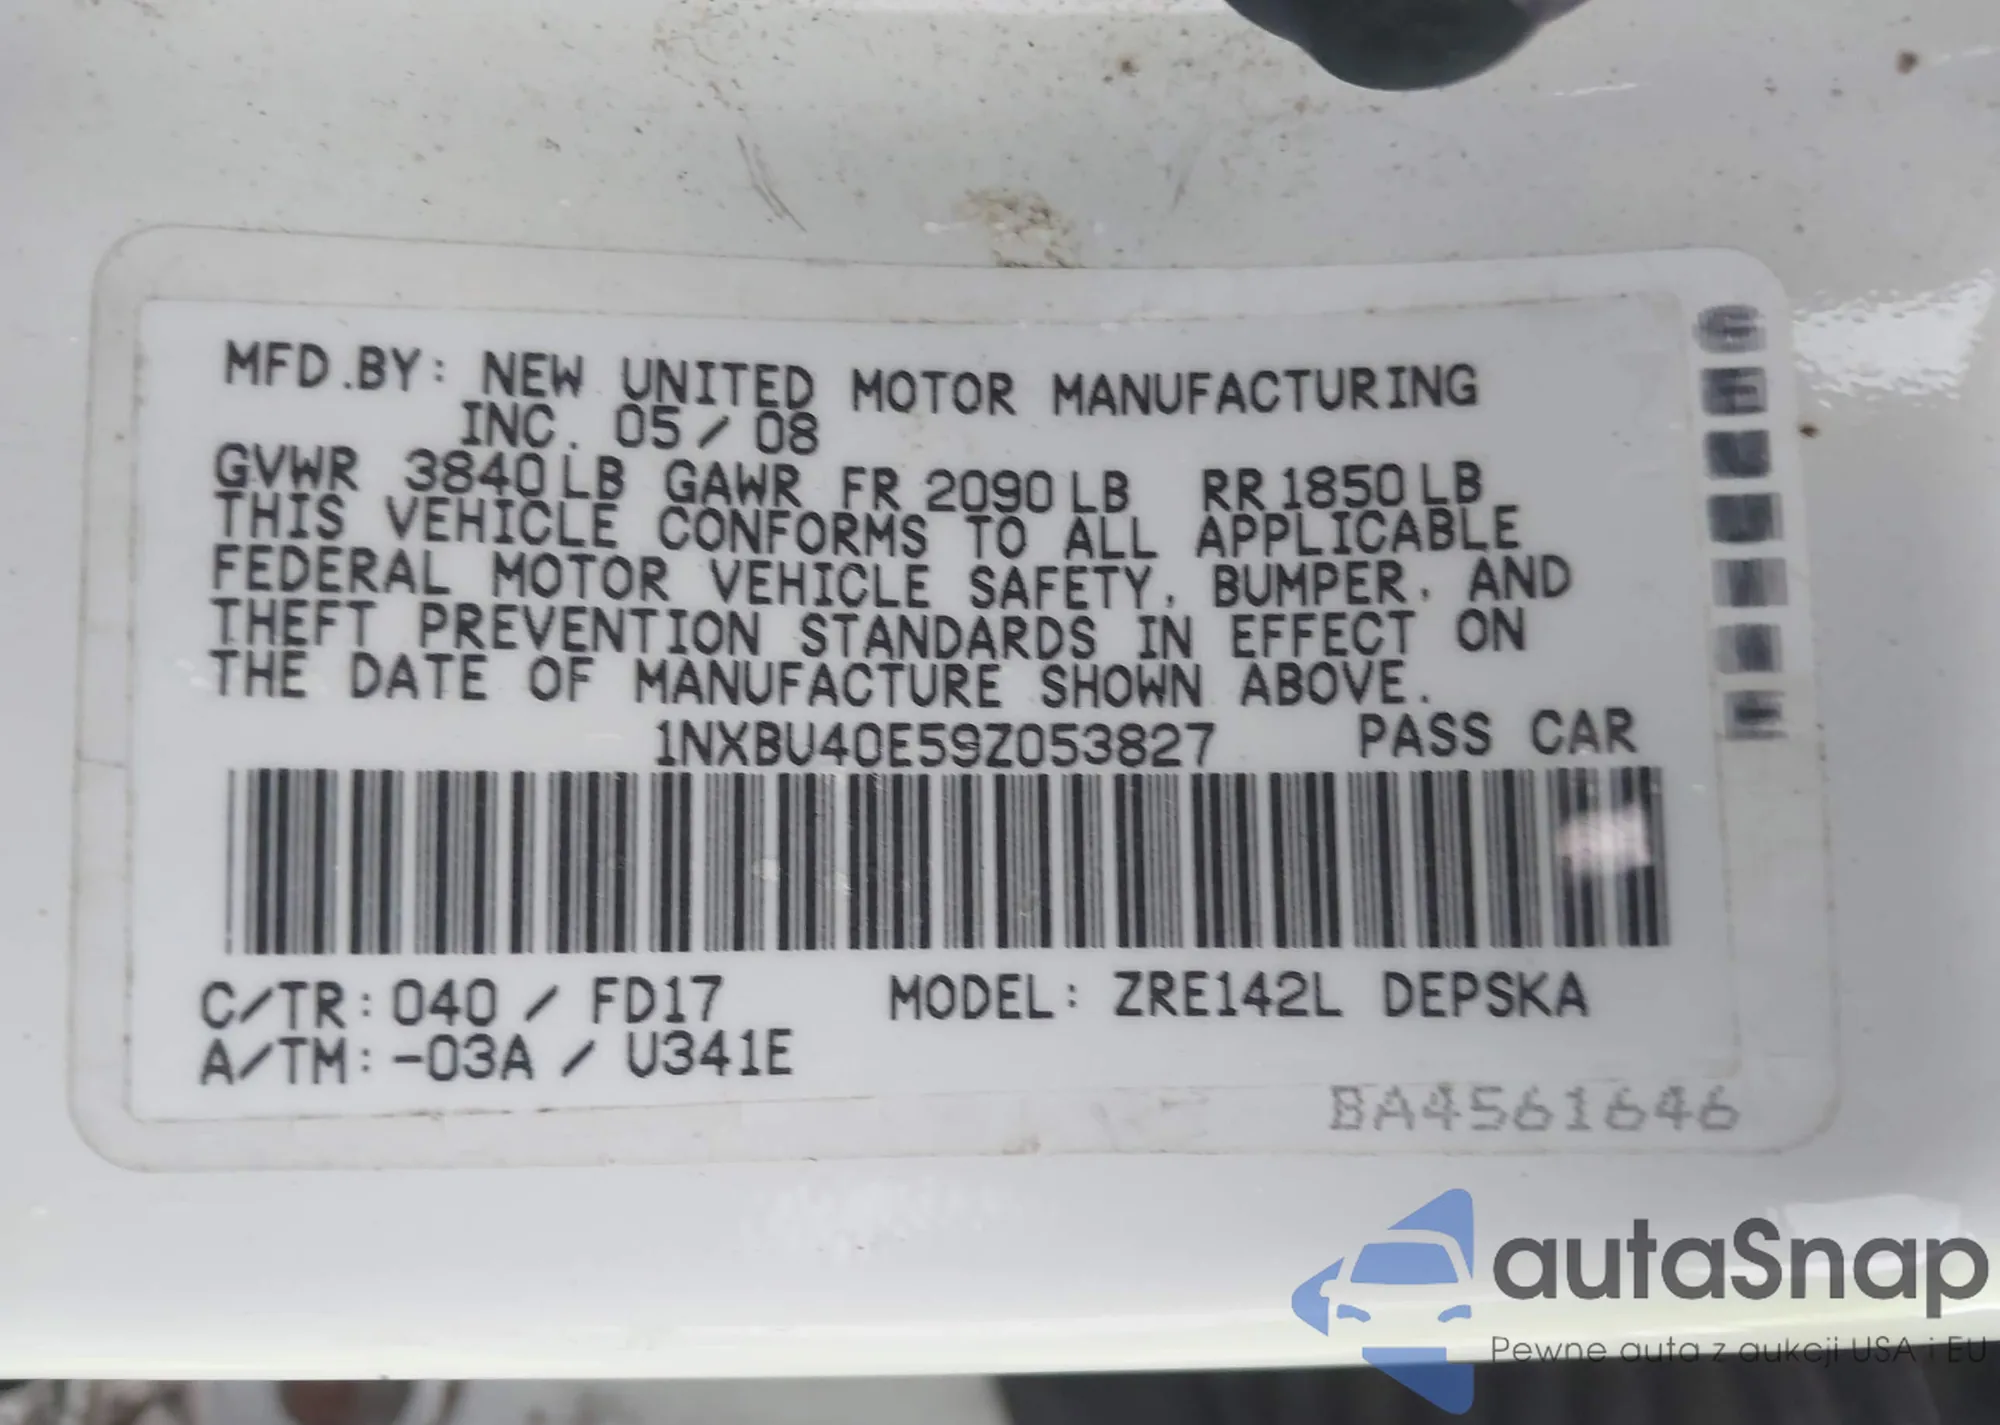 MFD.BY: NEW UNITED MOTOR MANUFACTURING
INC. 05/08
GVWR 3840LB GAWR FR 2090LB RR1850LB
THIS VEHICLE CONFORMS TO ALL APPLICABLE
FEDERAL MOTOR VEHICLE SAFETY, BUMPER, AND
THEFT PREVENTION STANDARDS IN EFFECT ON
THE DATE OF MANUFACTURE SHOWN ABOVE.
1NXBU40E59Z053827 PASS CAR
C/TR: 040 / FD17 MODEL: ZRE142L DEPSKA
A/TM: -03A / U341E
BA4561646
GENUINE
autaSnap
Pewne auta z aukcji USA i EU